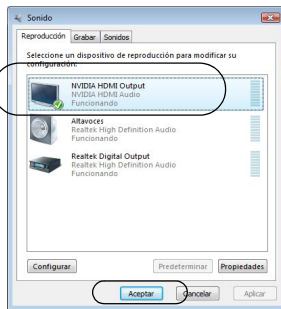 Sonido
Reproducción Grabar Sonidos
Seleccione un dispositivo de reproducción para modificar su
configuración:
NVIDIA HDMI Output
NVIDIA HDMI Audio
Funcionando
Altavoces
Realtek High Definition Audio
Funcionando
Realtek Digital Output
Realtek High Definition Audio
Funcionando
Configurar Predeterminar Propiedades
Aceptar Cancelar Aplicar